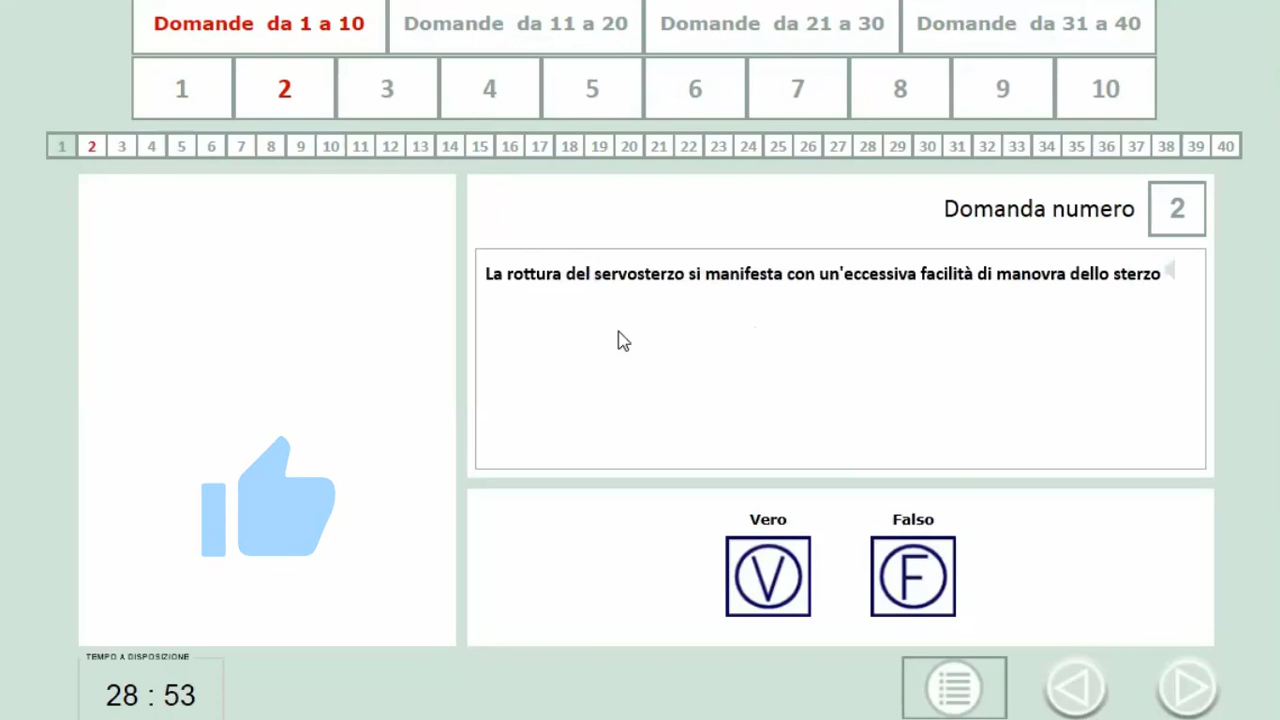 Domande da 1 a 10 Domande da 11 a 20 Domande da 21 a 30 Domande da 31 a 40
1 2 3 4 5 6 7 8 9 10
1 2 3 4 5 6 7 8 9 10 11 12 13 14 15 16 17 18 19 20 21 22 23 24 25 26 27 28 29 30 31 32 33 34 35 36 37 38 39 40
Domanda numero 2
La rottura del servosterzo si manifesta con un'eccessiva facilità di manovra dello sterzo
Vero Falso
V F
TEMPO A DISPOSIZIONE
28 : 53